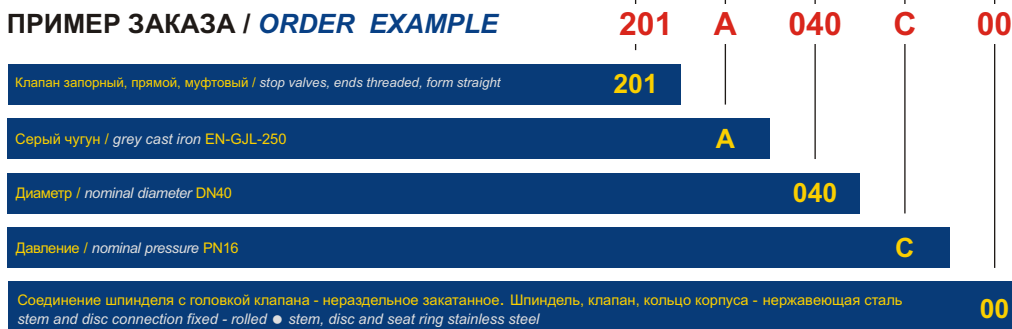 ПРИМЕР ЗАКАЗА / ORDER EXAMPLE 201 A 040 C 00
Клапан запорный, прямой, муфтовый / stop valves, ends threaded, form straight 201
Серый чугун / grey cast iron EN-GJL-250 A
Диаметр / nominal diameter DN40 040
Давление / nominal pressure PN16 C
Соединение шпинделя с головкой клапана - нераздельное закатанное. Шпиндель, клапан, кольцо корпуса - нержавеющая сталь 00
stem and disc connection fixed - rolled ● stem, disc and seat ring stainless steel